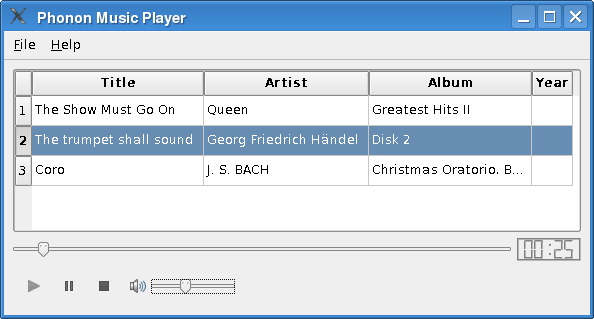 Phonon Music Player
File Help
Title Artist Album Year
1 The Show Must Go On Queen Greatest Hits II
2 The trumpet shall sound Georg Friedrich Händel Disk 2
3 Coro J. S. BACH Christmas Oratorio. B...
00:25